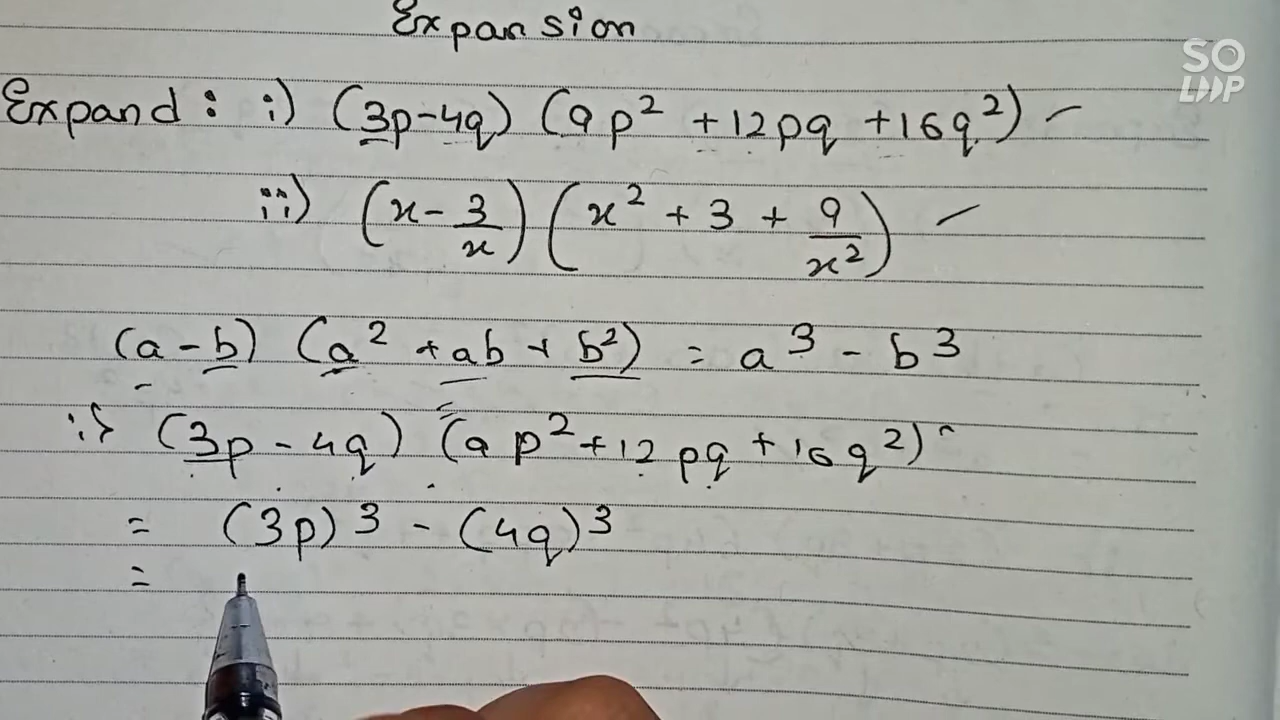 Expansion
SO
LOOP
Expand: i) (3p-4q) (9p² + 12pq + 16q²)
ii) (x - 3/x) (x² + 3 + 9/x²)
(a - b) (a² + ab + b²) = a³ - b³
i) (3p - 4q) (9p² + 12pq + 16q²)
= (3p)³ - (4q)³
=